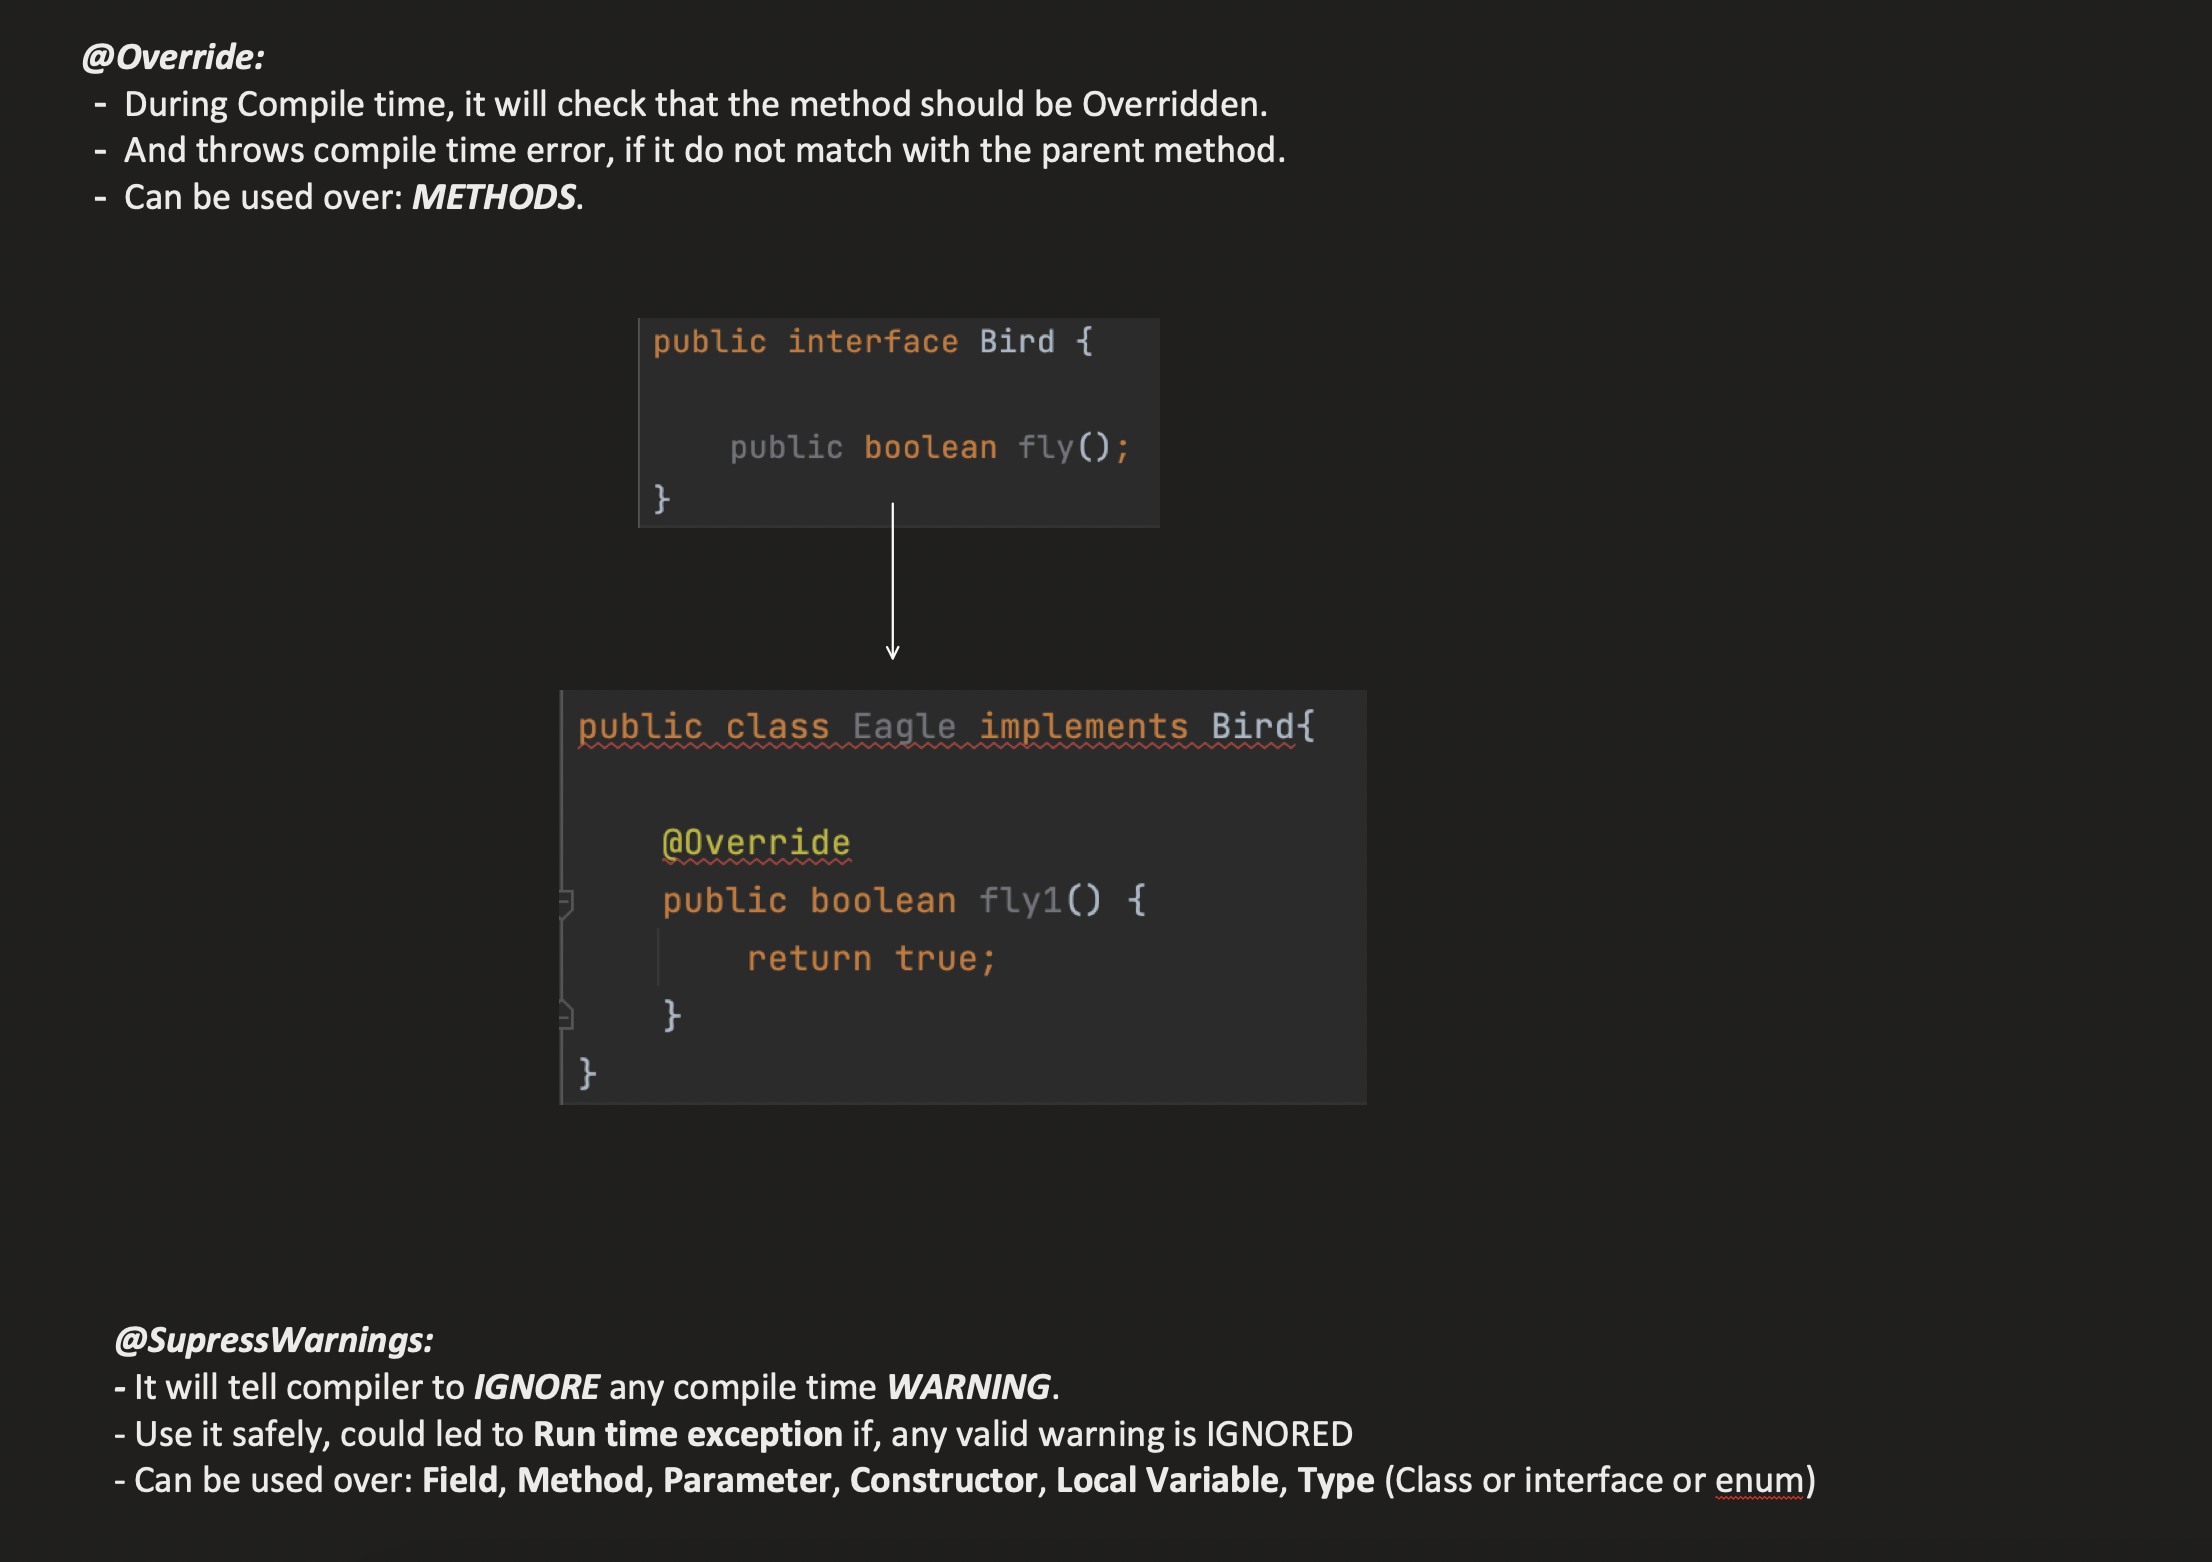 @Override:
- During Compile time, it will check that the method should be Overridden.
- And throws compile time error, if it do not match with the parent method.
- Can be used over: METHODS.
public interface Bird {
public boolean fly();
}
public class Eagle implements Bird{
@Override
public boolean fly1() {
return true;
}
}
@SupressWarnings:
- It will tell compiler to IGNORE any compile time WARNING.
- Use it safely, could led to Run time exception if, any valid warning is IGNORED
- Can be used over: Field, Method, Parameter, Constructor, Local Variable, Type (Class or interface or enum)